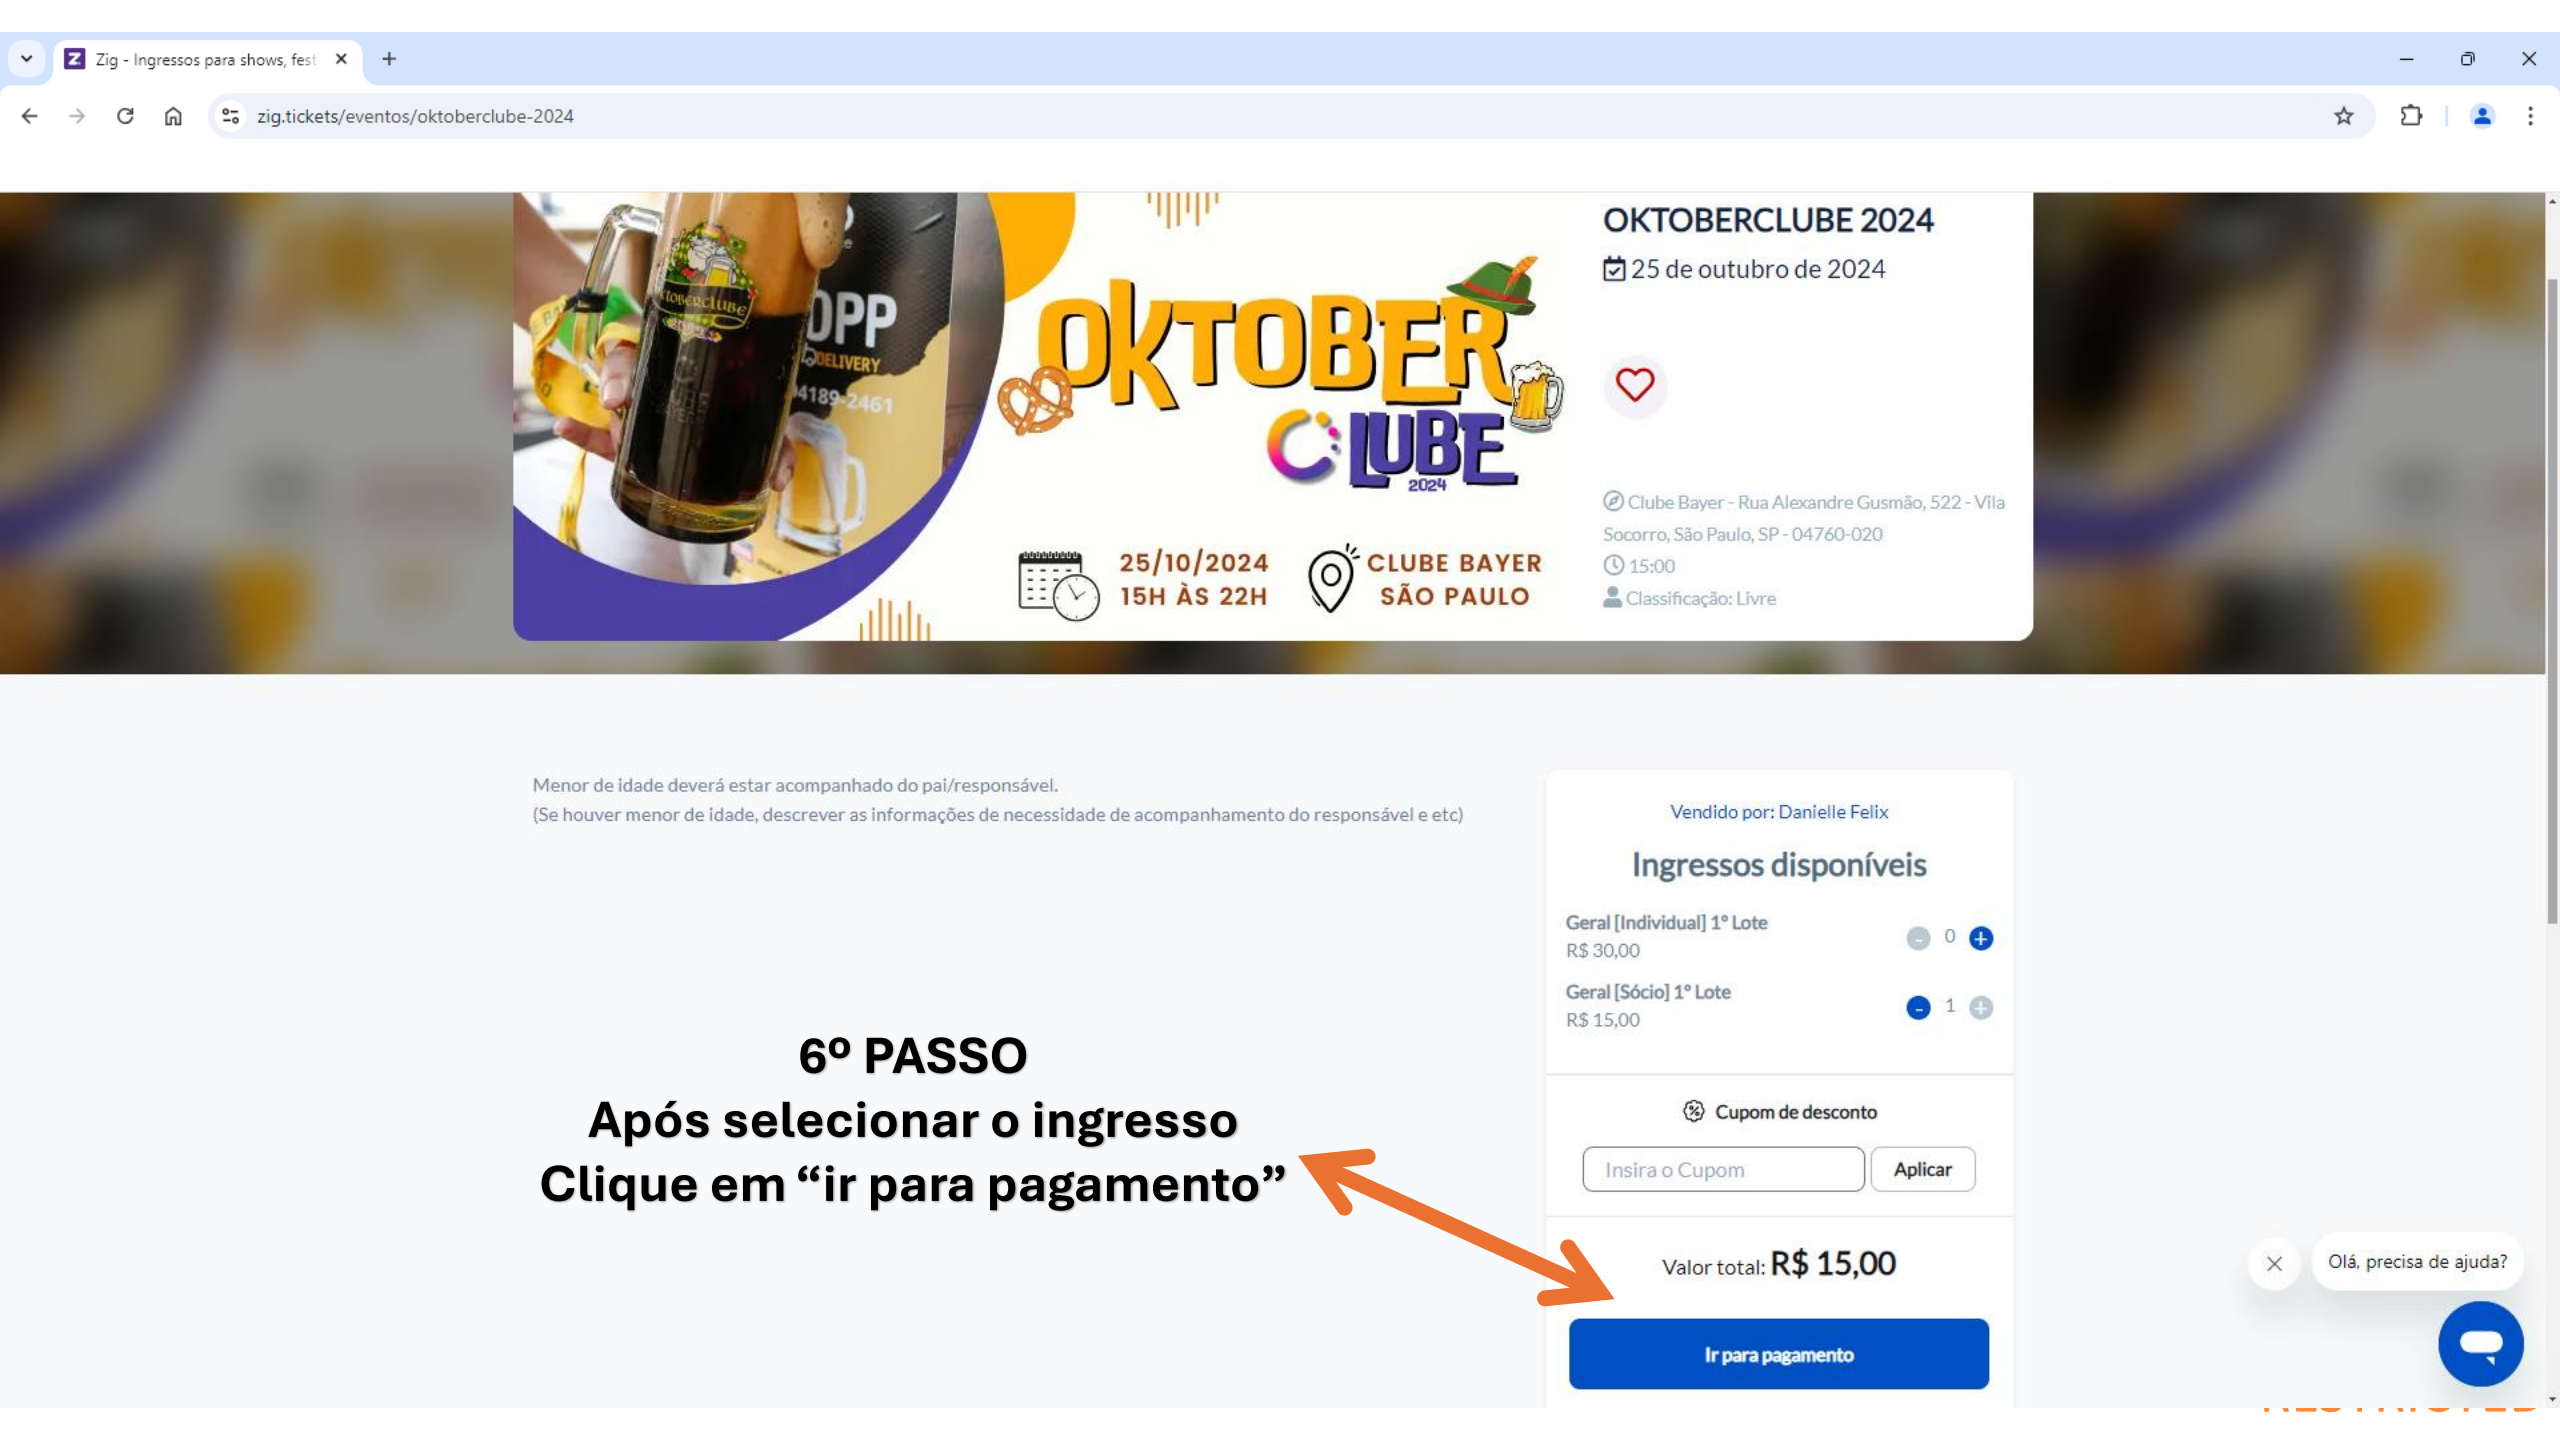 Zig - Ingressos para shows, fest
zig.tickets/eventos/oktoberclube-2024
OPP
DELIVERY
4189-2461
TOBERCLUBE
OKTOBER
CLUBE
2024
25/10/2024
15H ÀS 22H
CLUBE BAYER
SÃO PAULO
OKTOBERCLUBE 2024
25 de outubro de 2024
Clube Bayer - Rua Alexandre Gusmão, 522 - Vila
Socorro, São Paulo, SP - 04760-020
15:00
Classificação: Livre
Menor de idade deverá estar acompanhado do pai/responsável.
(Se houver menor de idade, descrever as informações de necessidade de acompanhamento do responsável e etc)
Vendido por: Danielle Felix
Ingressos disponíveis
Geral [Individual] 1º Lote
R$ 30,00
- 0 +
Geral [Sócio] 1º Lote
R$ 15,00
- 1 +
Cupom de desconto
Insira o Cupom
Aplicar
Valor total: R$ 15,00
Ir para pagamento
6º PASSO
Após selecionar o ingresso
Clique em “ir para pagamento”
Olá, precisa de ajuda?